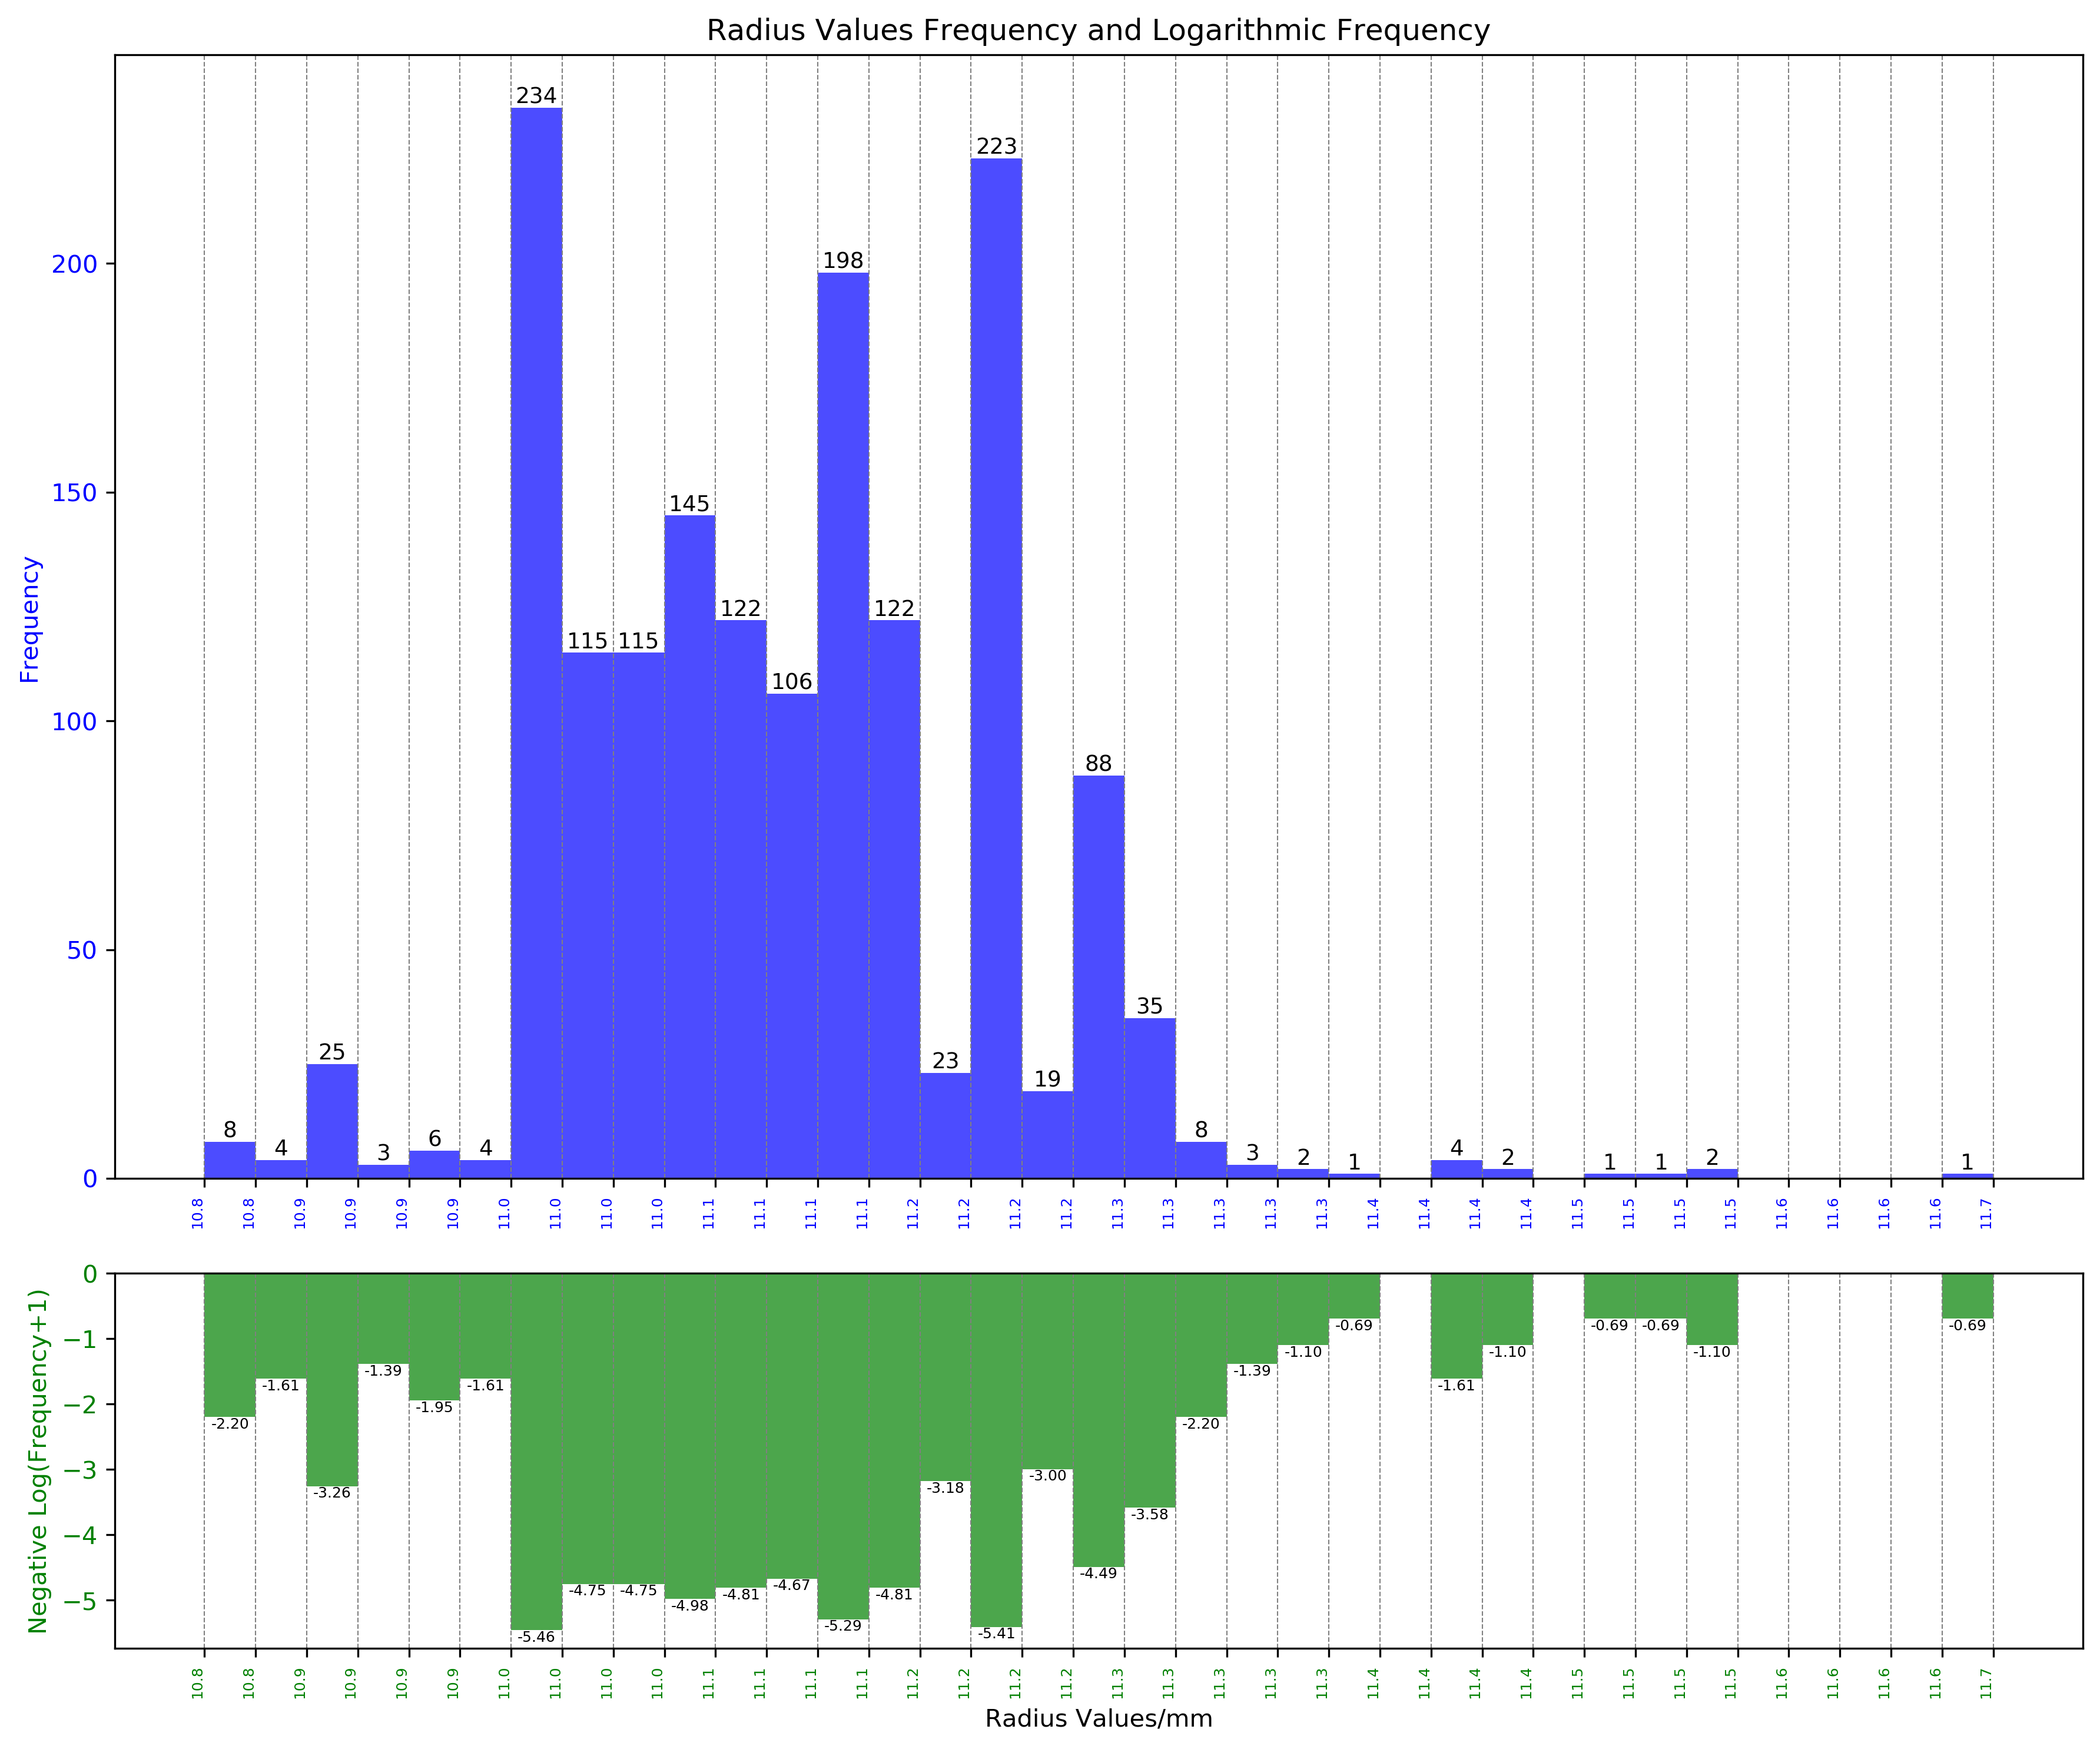 Radius Values Frequency and Logarithmic Frequency
Frequency
200
150
100
50
0
8 4 25 3 6 4 234 115 115 145 122 106 198 122 23 223 19 88 35 8 3 2 1 4 2 1 1 2 1
10.8 10.8 10.9 10.9 10.9 10.9 11.0 11.0 11.0 11.0 11.1 11.1 11.1 11.1 11.2 11.2 11.2 11.2 11.3 11.3 11.3 11.3 11.3 11.4 11.4 11.4 11.4 11.5 11.5 11.5 11.5 11.6 11.6 11.6 11.6 11.7
Negative Log(Frequency+1)
0
−1
−2
−3
−4
−5
-2.20 -1.61 -3.26 -1.39 -1.95 -1.61 -5.46 -4.75 -4.75 -4.98 -4.81 -4.67 -5.29 -4.81 -3.18 -5.41 -3.00 -4.49 -3.58 -2.20 -1.39 -1.10 -0.69 -1.61 -1.10 -0.69 -0.69 -1.10 -0.69
10.8 10.8 10.9 10.9 10.9 10.9 11.0 11.0 11.0 11.0 11.1 11.1 11.1 11.1 11.2 11.2 11.2 11.2 11.3 11.3 11.3 11.3 11.3 11.4 11.4 11.4 11.4 11.5 11.5 11.5 11.5 11.6 11.6 11.6 11.6 11.7
Radius Values/mm